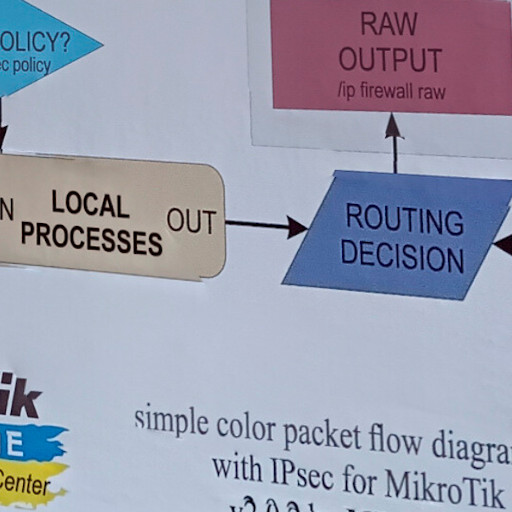 OLICY?
ec policy
RAW
OUTPUT
/ip firewall raw
N
LOCAL
PROCESSES
OUT
ROUTING
DECISION
ik
E
Center
simple color packet flow diagra
with IPsec for MikroTik